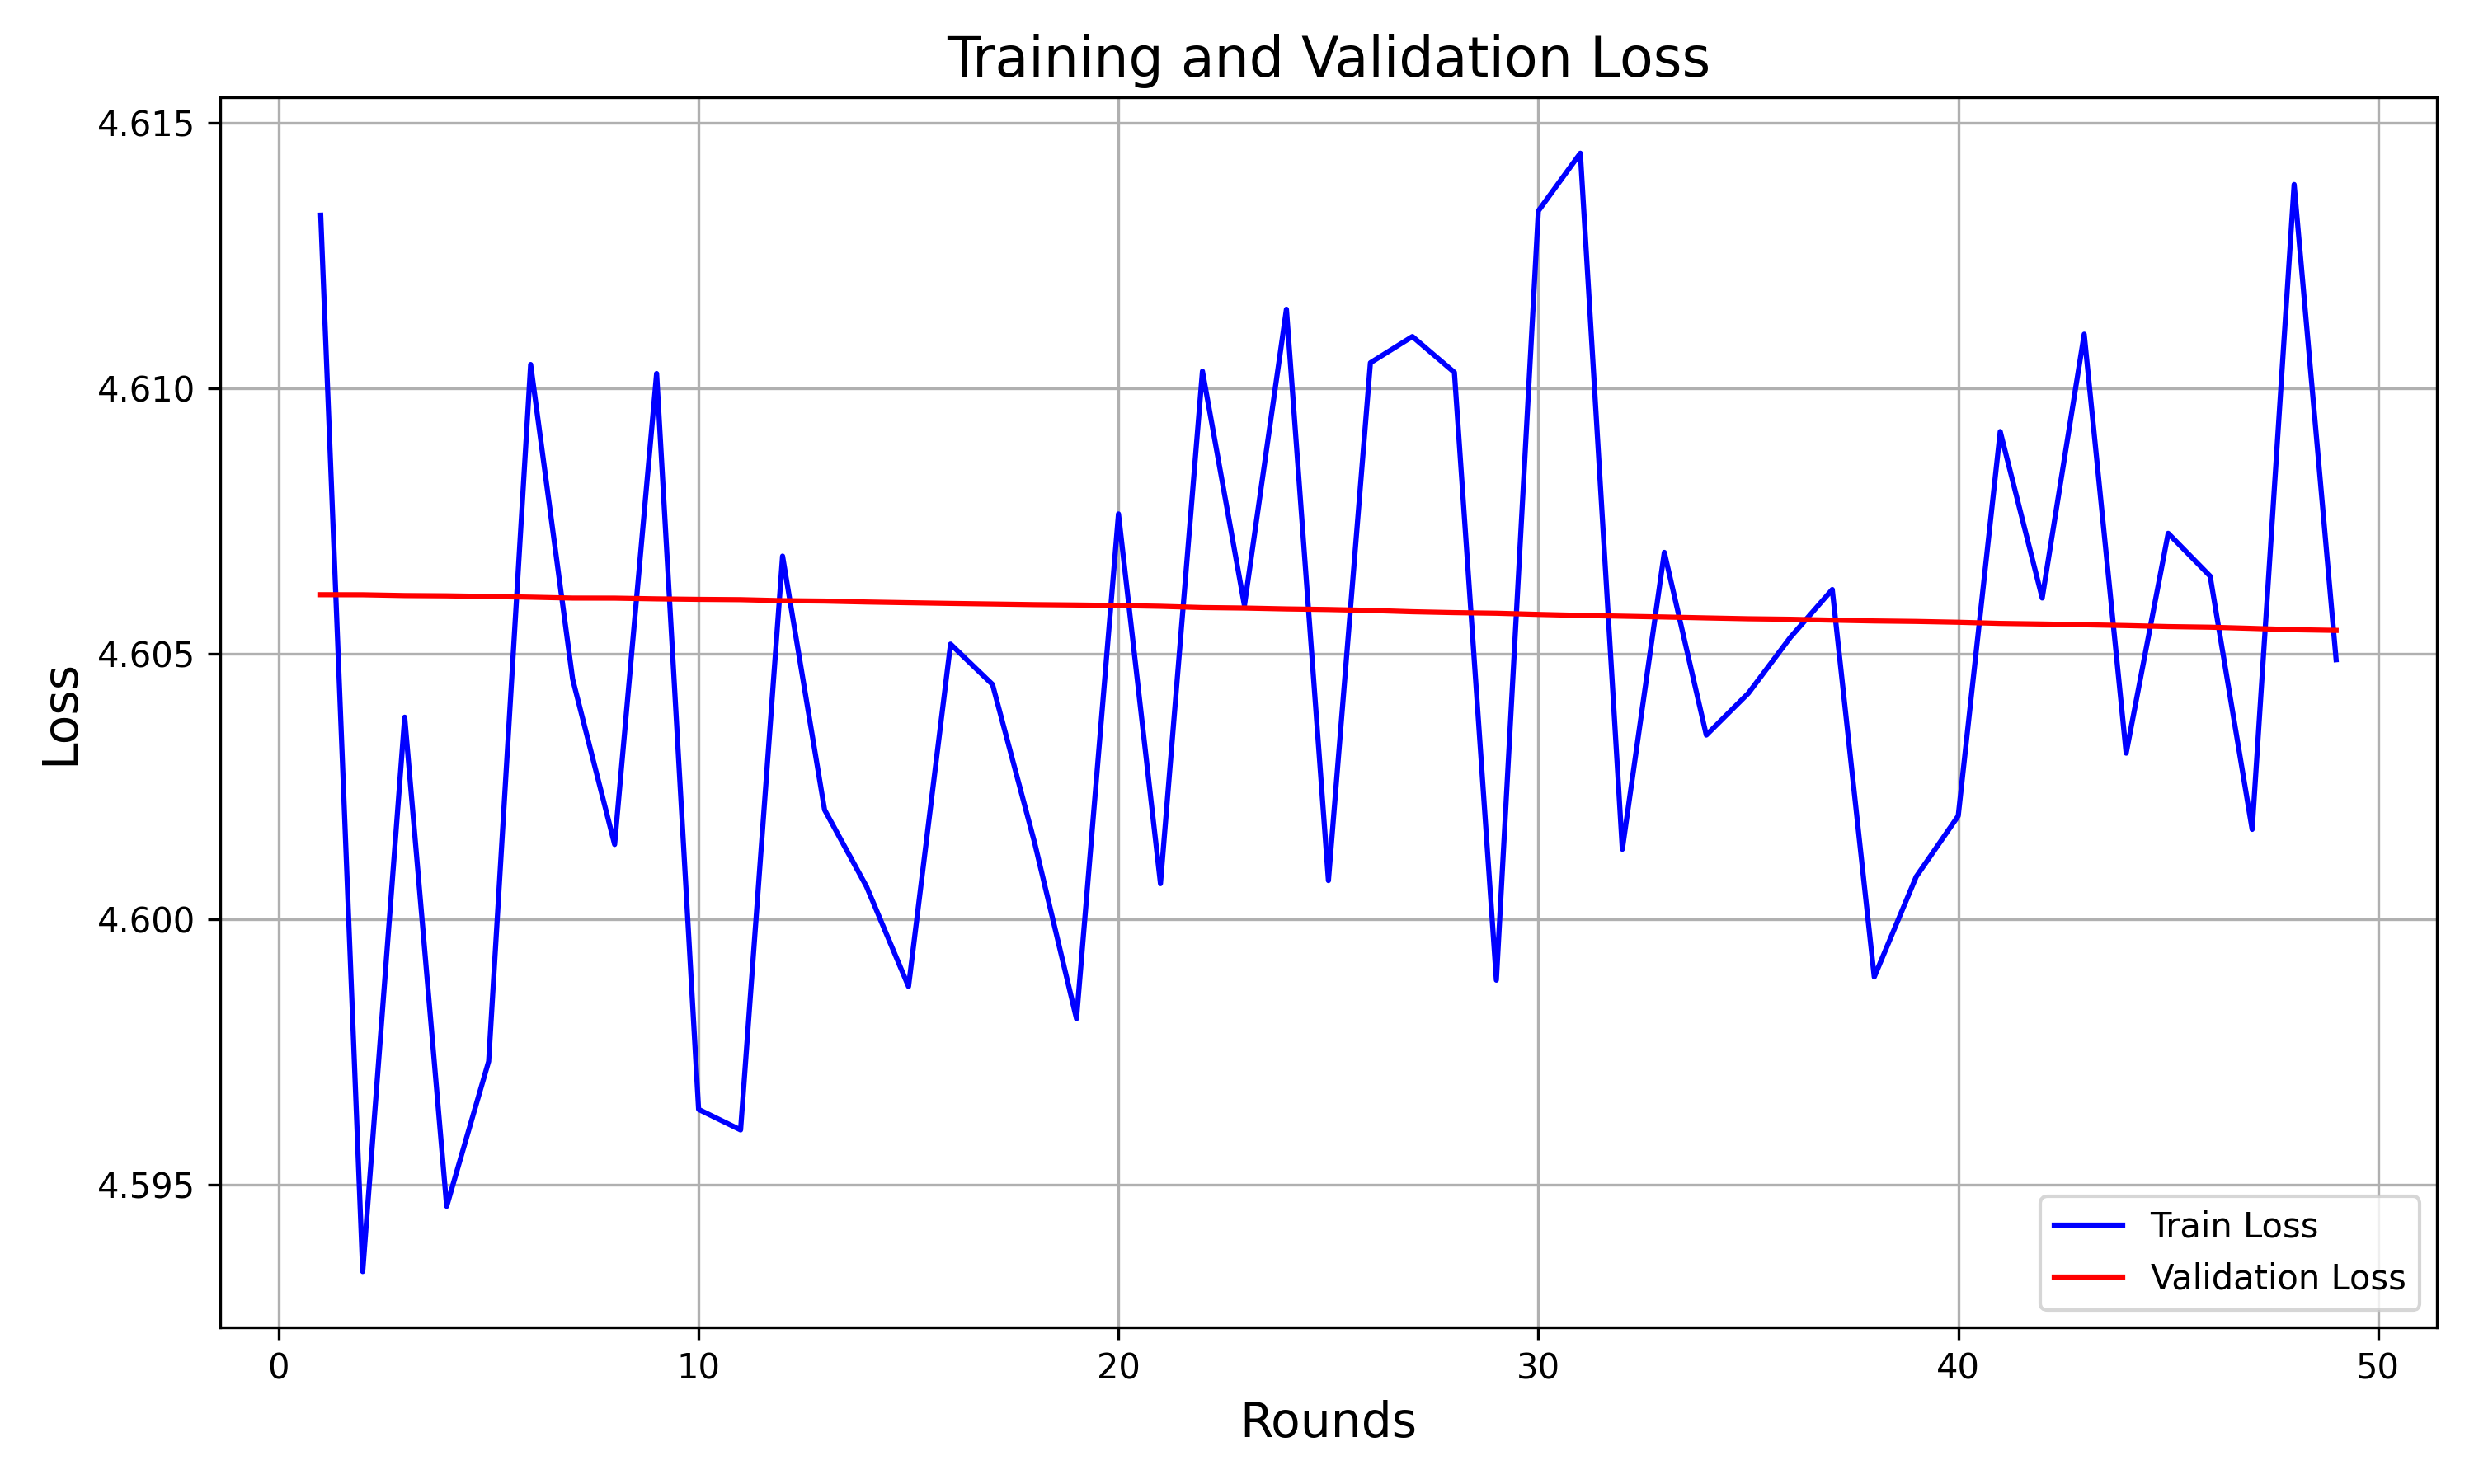 Training and Validation Loss
4.615
4.610
4.605
4.600
4.595
Loss
Train Loss
Validation Loss
0 10 20 30 40 50
Rounds